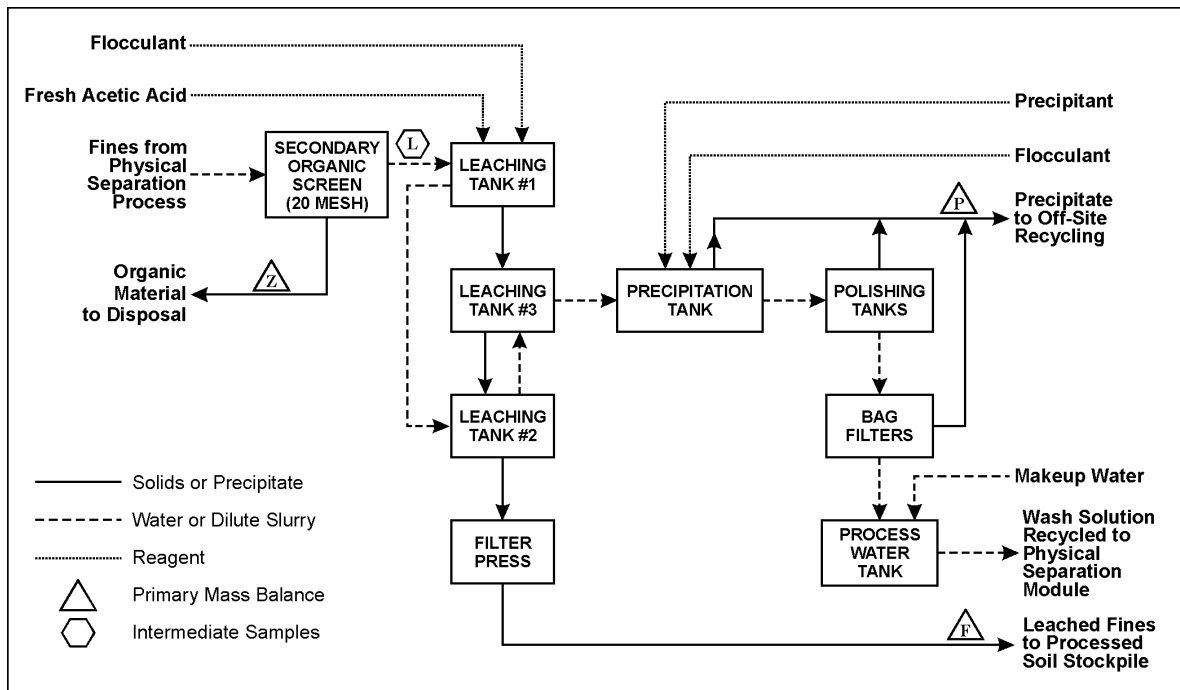 Flocculant
Fresh Acetic Acid
Fines from
Physical
Separation
Process
SECONDARY
ORGANIC
SCREEN
(20 MESH)
L
LEACHING
TANK #1
Precipitant
Flocculant
P
Precipitate
to Off-Site
Recycling
Z
Organic
Material
to Disposal
LEACHING
TANK #3
PRECIPITATION
TANK
POLISHING
TANKS
LEACHING
TANK #2
BAG
FILTERS
Makeup Water
FILTER
PRESS
PROCESS
WATER
TANK
Wash Solution
Recycled to
Physical
Separation
Module
F
Leached Fines
to Processed
Soil Stockpile
Solids or Precipitate
Water or Dilute Slurry
Reagent
Primary Mass Balance
Intermediate Samples